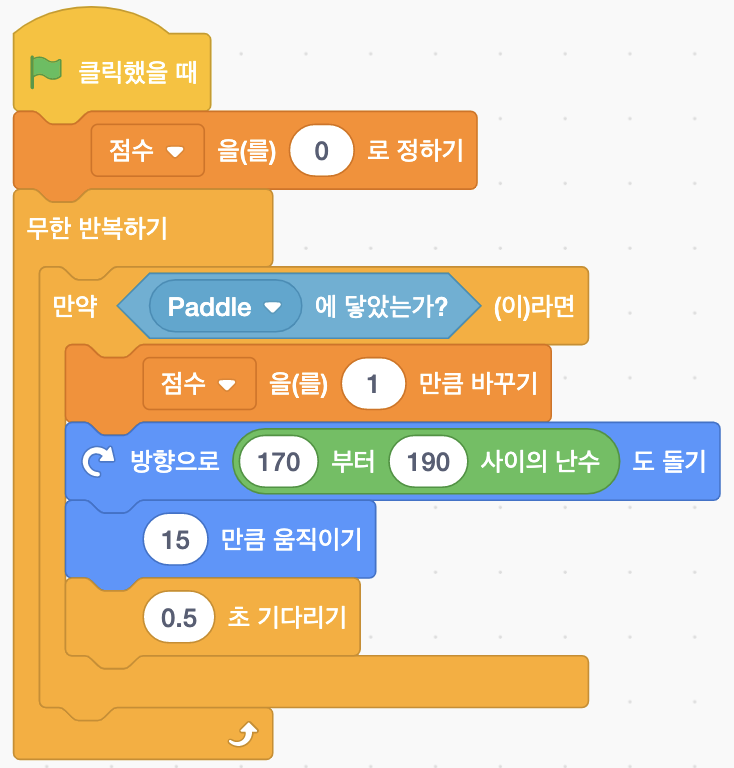 클릭했을 때
점수 을(를) 0 로 정하기
무한 반복하기
만약 Paddle 에 닿았는가? (이)라면
점수 을(를) 1 만큼 바꾸기
방향으로 170 부터 190 사이의 난수 도 돌기
15 만큼 움직이기
0.5 초 기다리기